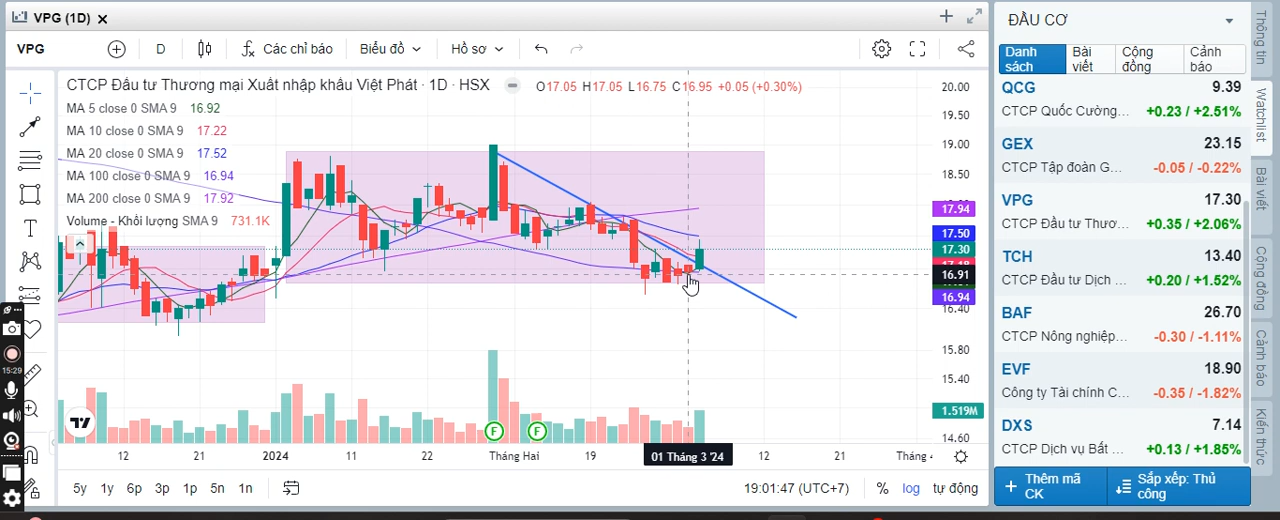 VPG (1D)
VPG
D
Các chỉ báo
Biểu đồ
Hồ sơ
CTCP Đầu tư Thương mại Xuất nhập khẩu Việt Phát · 1D · HSX
O17.05 H17.05 L16.75 C16.95 +0.05 (+0.30%)
MA 5 close 0 SMA 9 16.92
MA 10 close 0 SMA 9 17.22
MA 20 close 0 SMA 9 17.52
MA 100 close 0 SMA 9 16.94
MA 200 close 0 SMA 9 17.92
Volume - Khối lượng SMA 9 731.1K
20.00
19.50
19.00
18.50
17.94
17.50
17.30
16.91
16.94
16.40
15.80
15.40
1.519M
14.60
F
F
12
2024
11
22
Tháng Hai
19
01 Tháng 3 '24
12
21
5y
1y
6p
3p
1p
5n
1n
19:01:47 (UTC+7)
%
log
tự động
15:29
ĐẦU CƠ
Danh sách
Bài viết
Cộng đồng
Cảnh báo
QCG 9.39
CTCP Quốc Cường... +0.23 / +2.51%
GEX 23.15
CTCP Tập đoàn G... -0.05 / -0.22%
VPG 17.30
CTCP Đầu tư Thươ... +0.35 / +2.06%
TCH 13.40
CTCP Đầu tư Dịch ... +0.20 / +1.52%
BAF 26.70
CTCP Nông nghiệp... -0.30 / -1.11%
EVF 18.90
Công ty Tài chính C... -0.35 / -1.82%
DXS 7.14
CTCP Dịch vụ Bất ... +0.13 / +1.85%
Thêm mã CK
Sắp xếp: Thủ công
Thông tin
Watchlist
Bài viết
Cộng đồng
Cảnh báo
Kiến thức